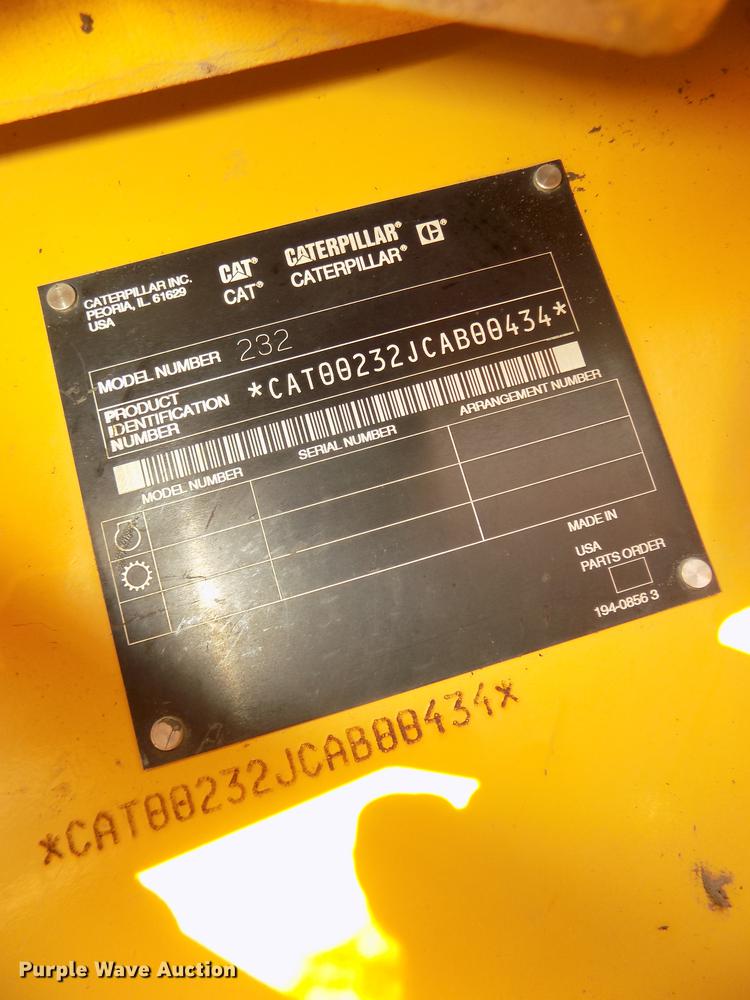 CATERPILLAR INC.
PEORIA, IL. 61629
USA
CAT® CATERPILLAR® C®
CAT® CATERPILLAR®
MODEL NUMBER 232
PRODUCT
IDENTIFICATION
NUMBER
*CAT00232JCAB00434*
MODEL NUMBER SERIAL NUMBER ARRANGEMENT NUMBER
MADE IN
USA
PARTS ORDER
194-0856 3
*CAT00232JCAB00434*
Purple Wave Auction